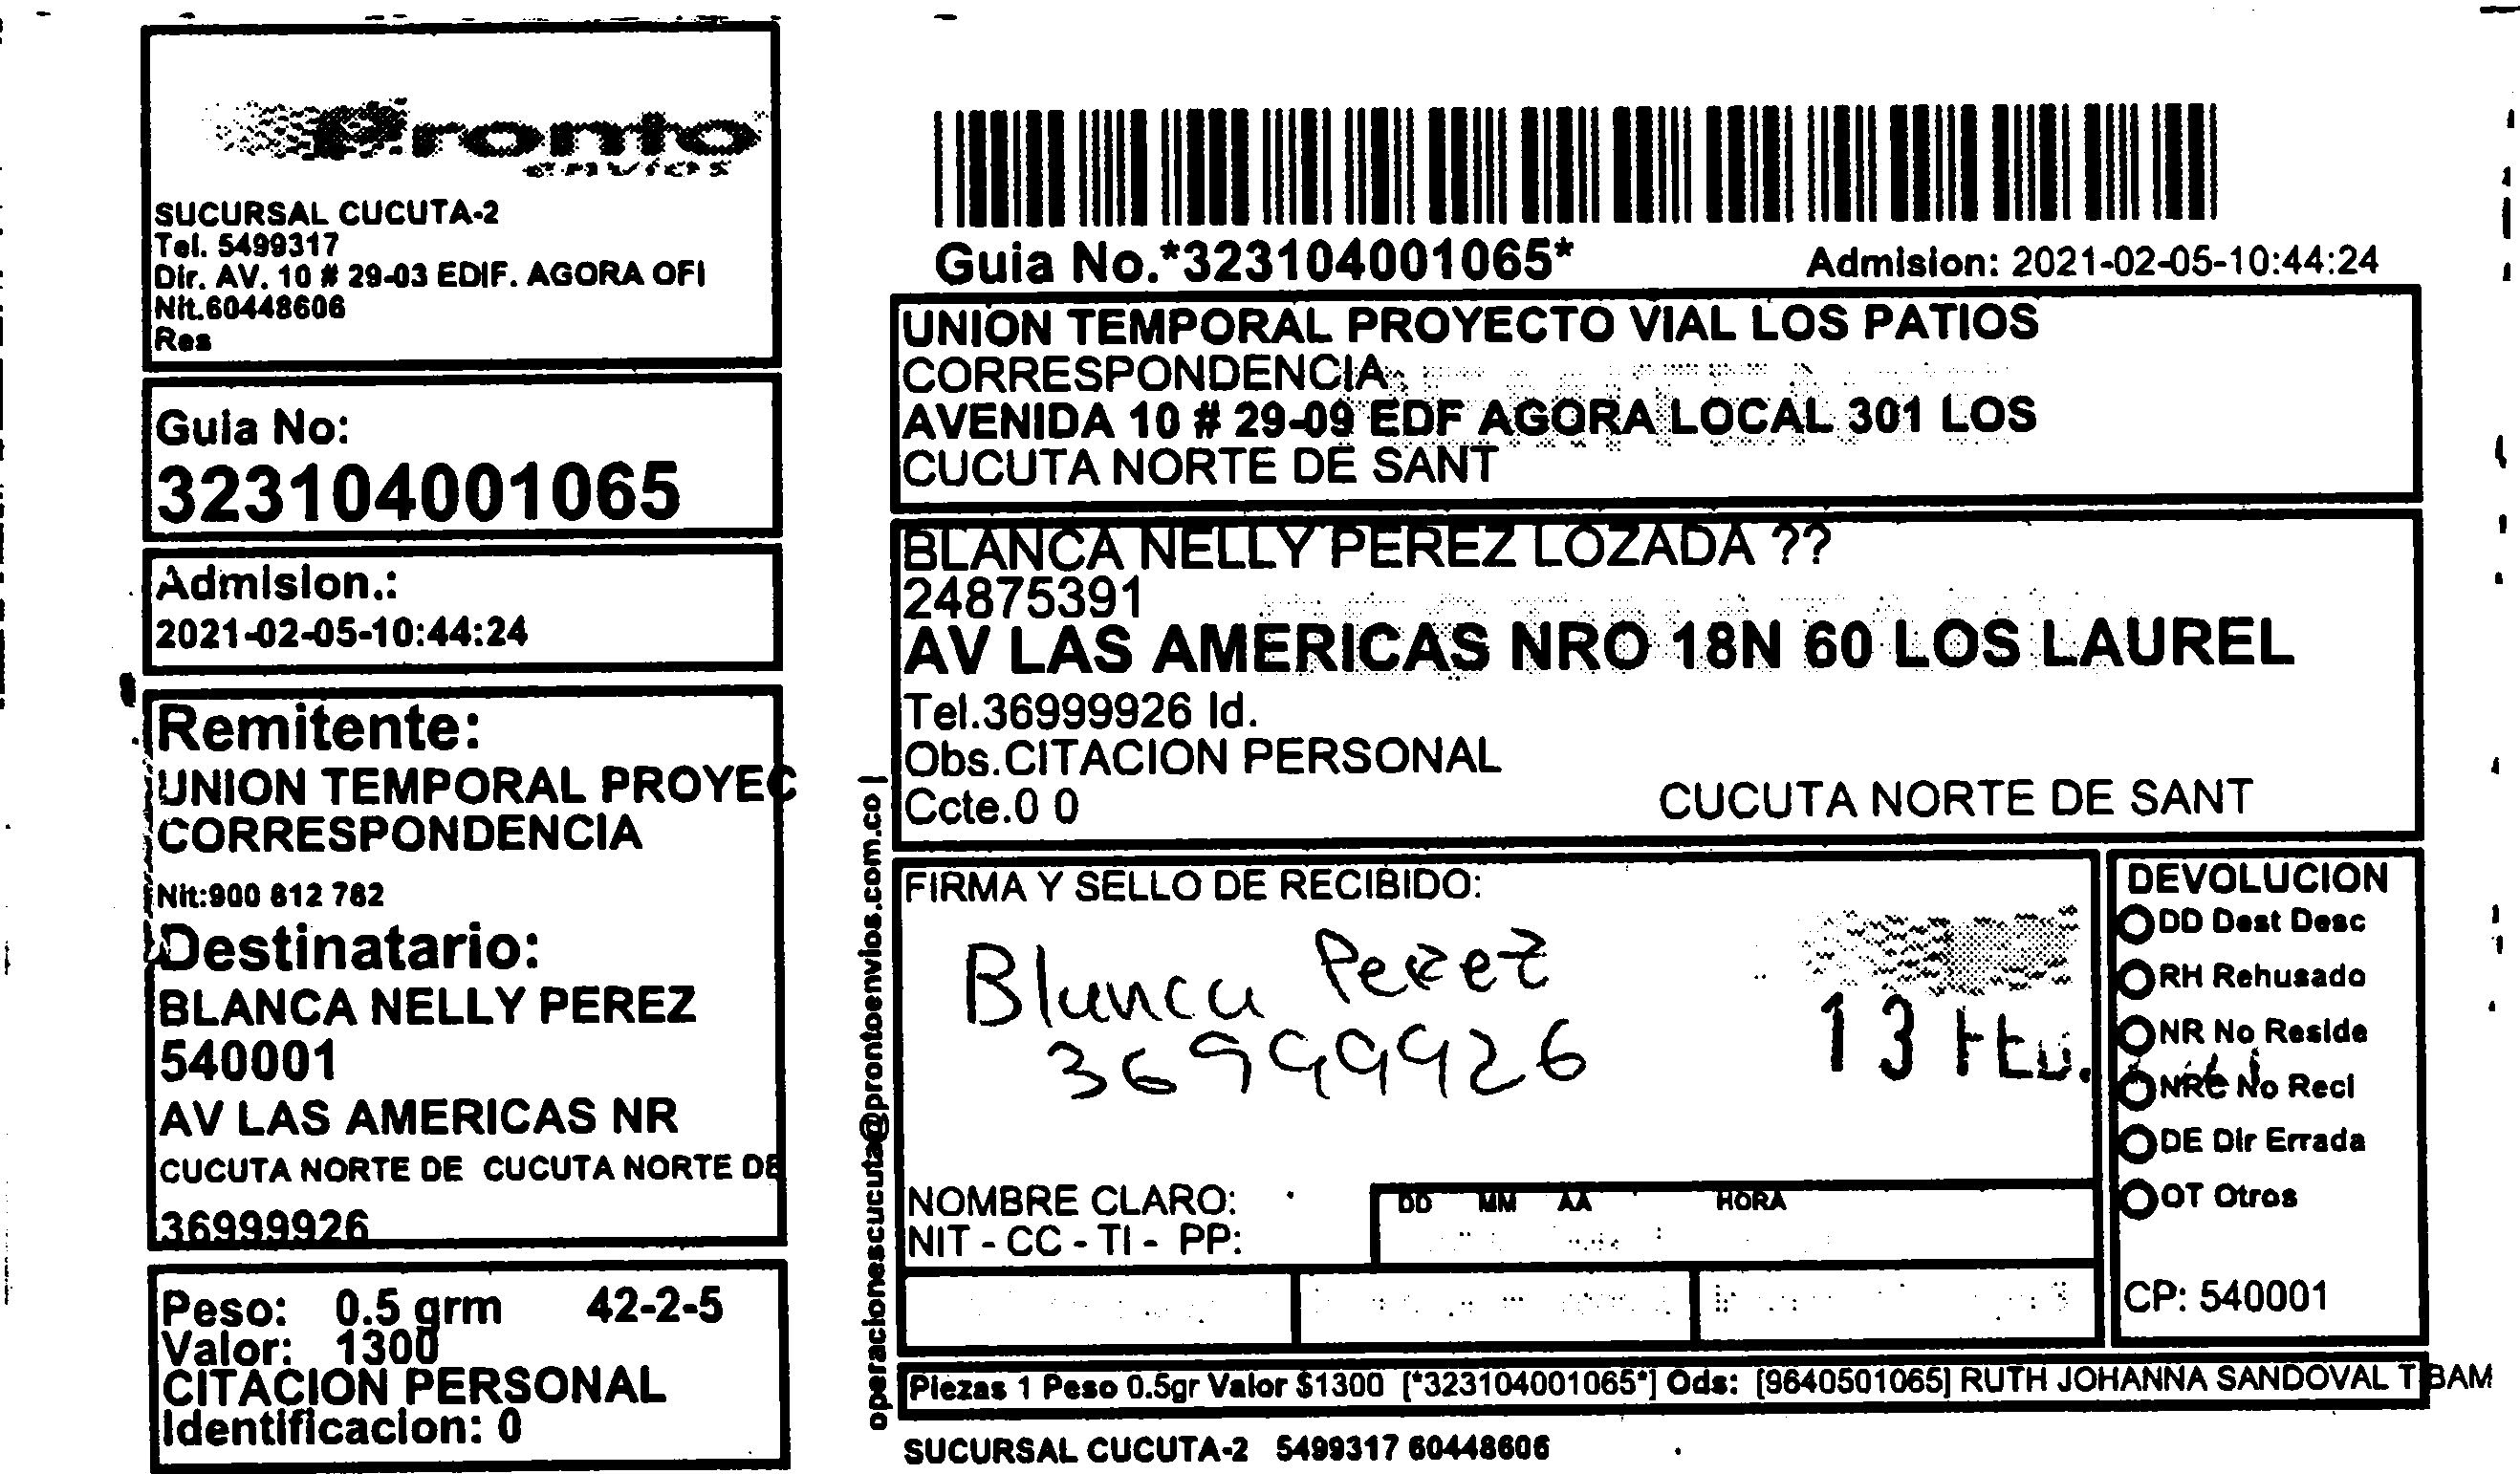 Pronto
envios
SUCURSAL CUCUTA-2
Tel. 5499317
Dir. AV. 10 # 29-03 EDIF. AGORA OFI
Nit.60448606
Res
Guia No:
323104001065
Admision.:
2021-02-05-10:44:24
Remitente:
UNION TEMPORAL PROYEC
CORRESPONDENCIA
Nit:900 812 782
Destinatario:
BLANCA NELLY PEREZ
540001
AV LAS AMERICAS NR
CUCUTA NORTE DE CUCUTA NORTE DE
36999926
Peso: 0.5 grm 42-2-5
Valor: 1300
CITACION PERSONAL
Identificacion: 0
operacionescucuta@prontoenvios.com.co |
Guia No.*323104001065* Admision: 2021-02-05-10:44:24
UNION TEMPORAL PROYECTO VIAL LOS PATIOS
CORRESPONDENCIA
AVENIDA 10 # 29-09 EDF AGORA LOCAL 301 LOS
CUCUTA NORTE DE SANT
BLANCA NELLY PEREZ LOZADA ??
24875391
AV LAS AMERICAS NRO 18N 60 LOS LAUREL
Tel.36999926 Id.
Obs.CITACION PERSONAL
Ccte.0 0 CUCUTA NORTE DE SANT
FIRMA Y SELLO DE RECIBIDO:
Blanca Perez
36999926
13 FEB.
NOMBRE CLARO:
NIT - CC - TI - PP:
DD MM AA HORA
DEVOLUCION
DD Dest Desc
RH Rehusado
NR No Reside
NRC No Recl
DE Dir Errada
OT Otros
CP: 540001
Piezas 1 Peso 0.5gr Valor $1300 [*323104001065*] Ods: [9640501065] RUTH JOHANNA SANDOVAL TIBAM
SUCURSAL CUCUTA-2 5499317 60448606